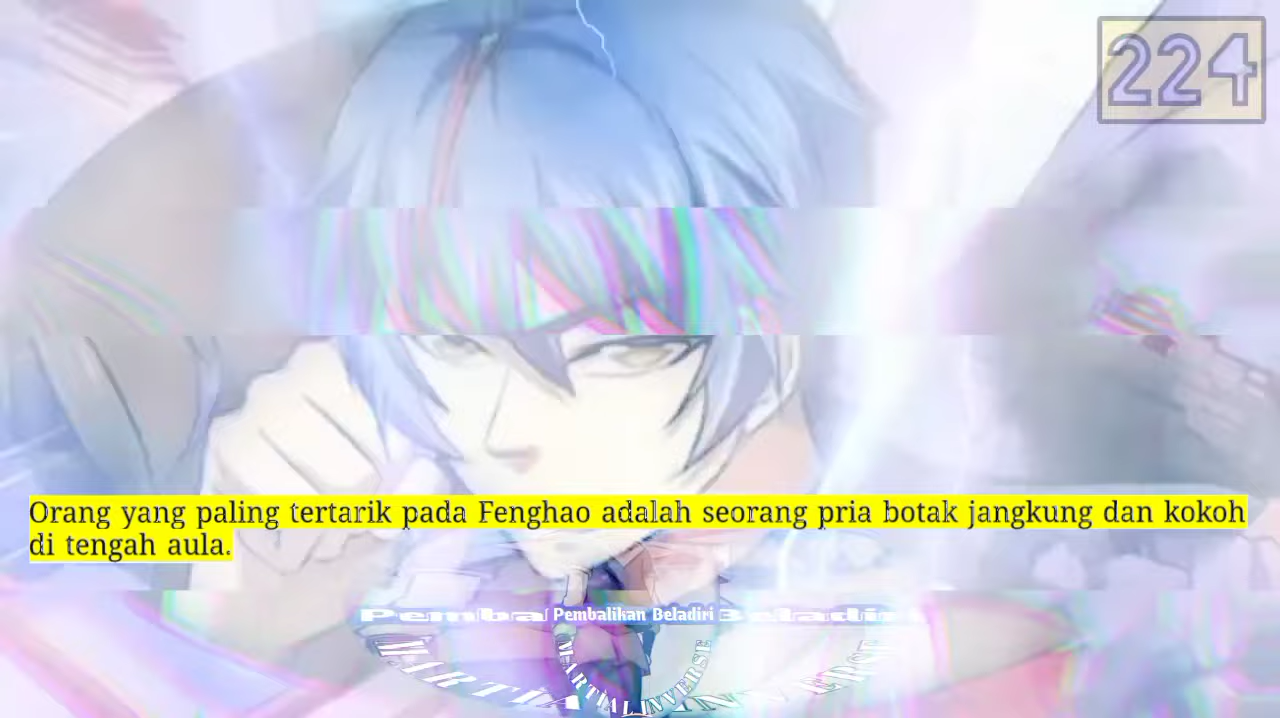 224
Orang yang paling tertarik pada Fenghao adalah seorang pria botak jangkung dan kokoh
di tengah aula.
Pembalikan Beladiri
MARTIAL INVERSE